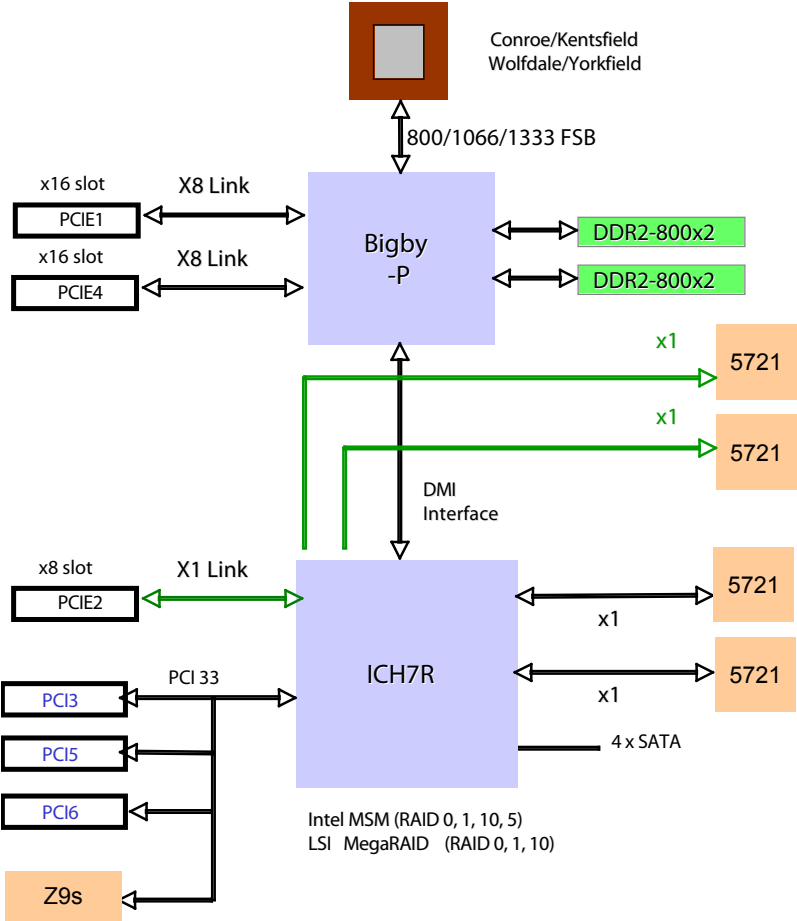 Conroe/Kentsfield
Wolfdale/Yorkfield
800/1066/1333 FSB
x16 slot
X8 Link
PCIE1
x16 slot
X8 Link
PCIE4
Bigby
-P
DDR2-800x2
DDR2-800x2
x1
5721
x1
5721
DMI
Interface
x8 slot
X1 Link
PCIE2
ICH7R
5721
x1
5721
x1
PCI 33
PCI3
PCI5
PCI6
Z9s
4 x SATA
Intel MSM (RAID 0, 1, 10, 5)
LSI MegaRAID (RAID 0, 1, 10)